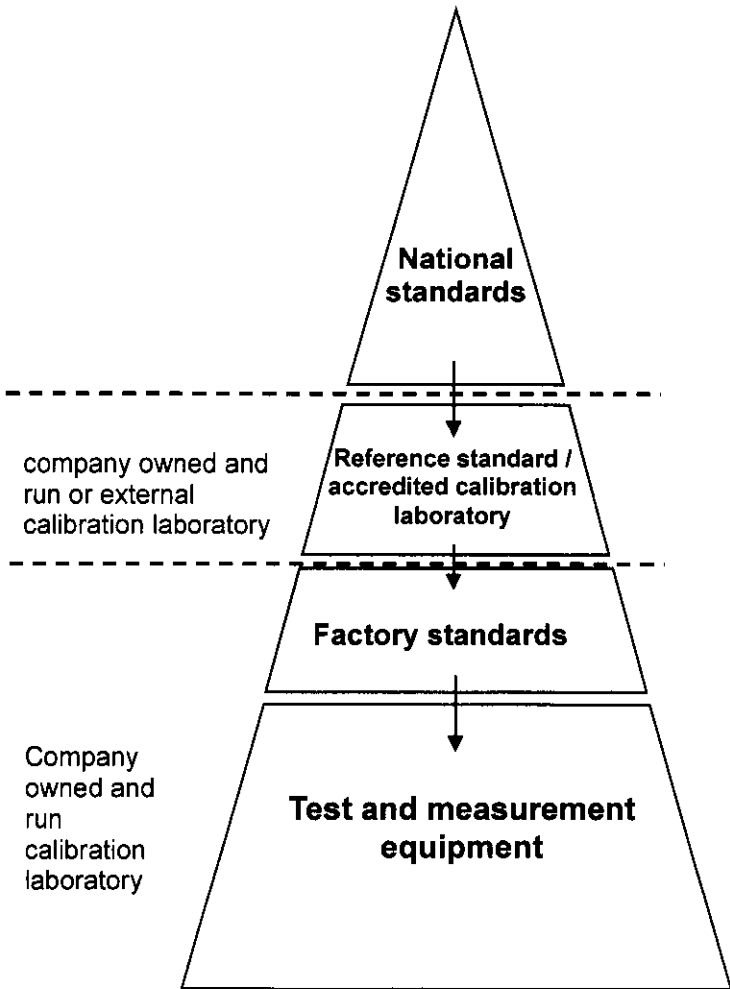 National
standards
company owned and
run or external
calibration laboratory
Reference standard /
accredited calibration
laboratory
Factory standards
Company
owned and
run
calibration
laboratory
Test and measurement
equipment